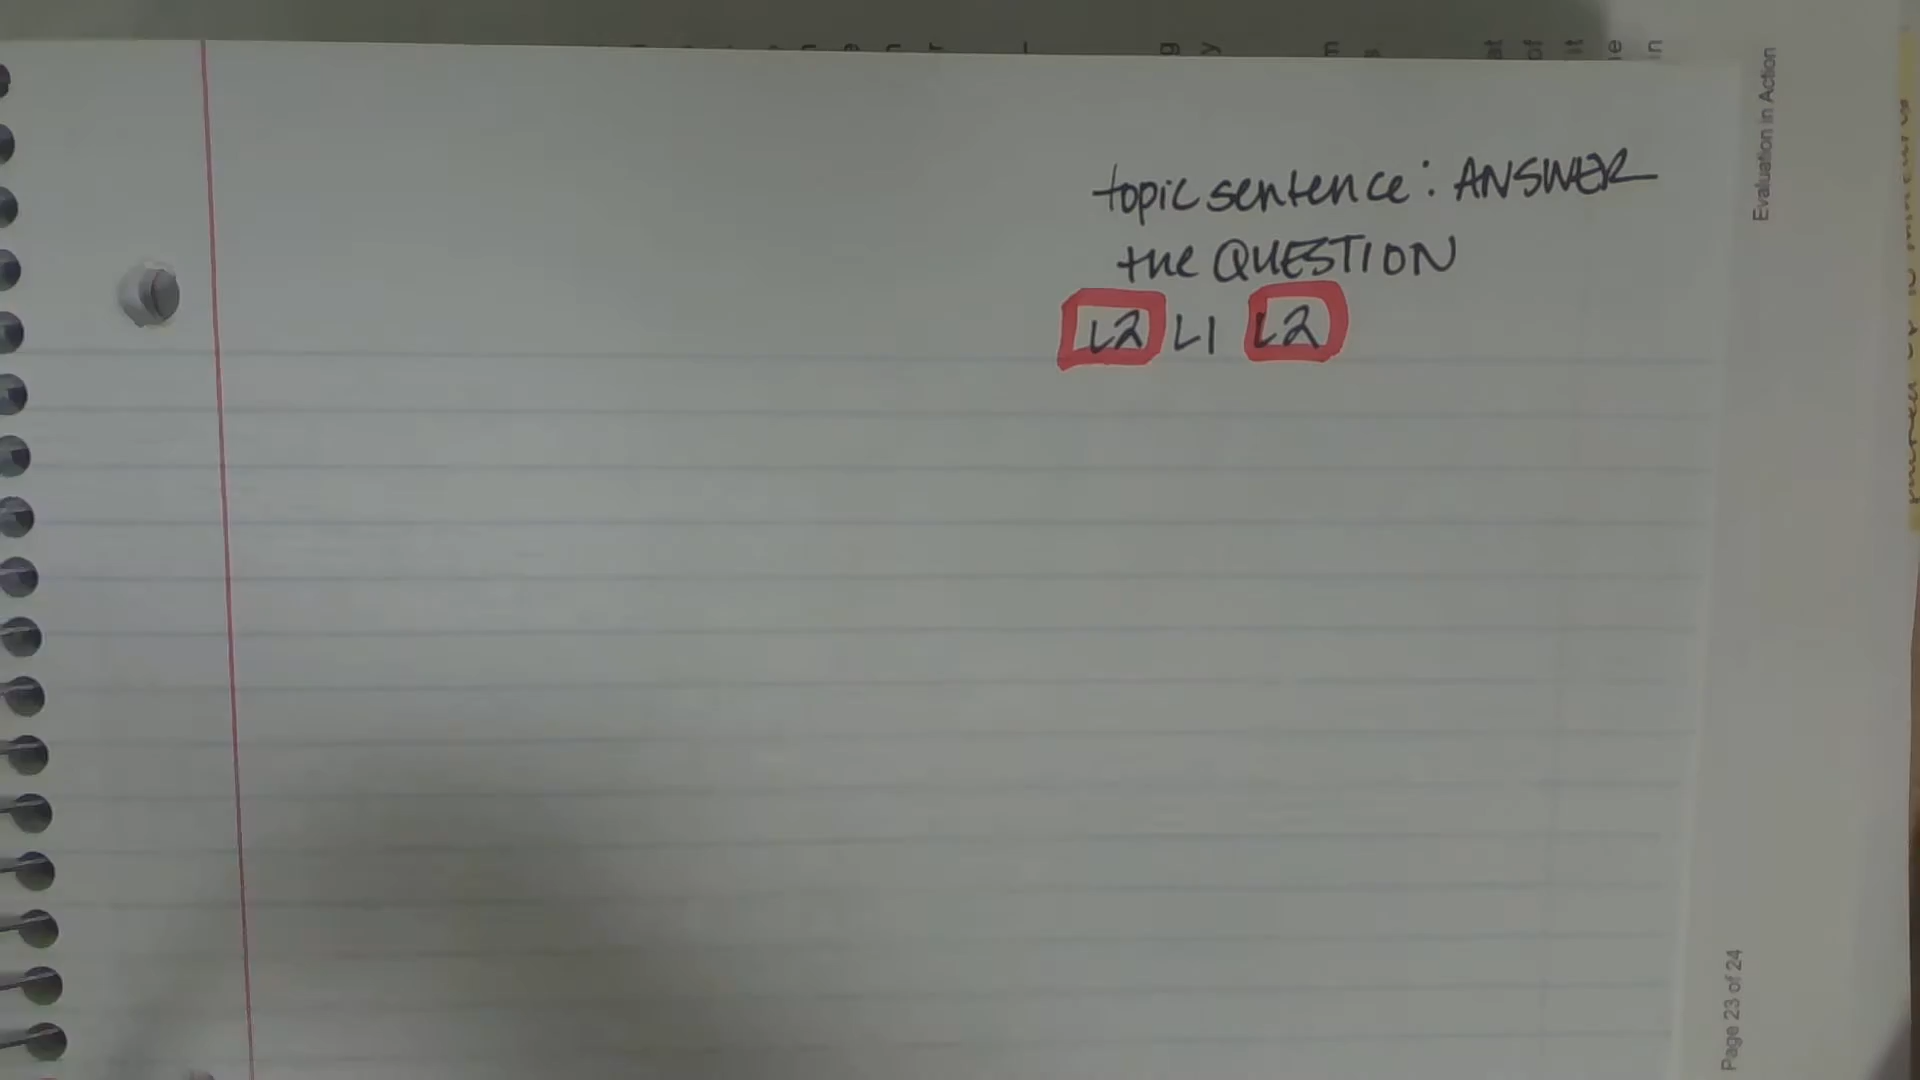 topic sentence: ANSWER
the QUESTION
L2 L1 L2
Evaluation in Action
Page 23 of 24